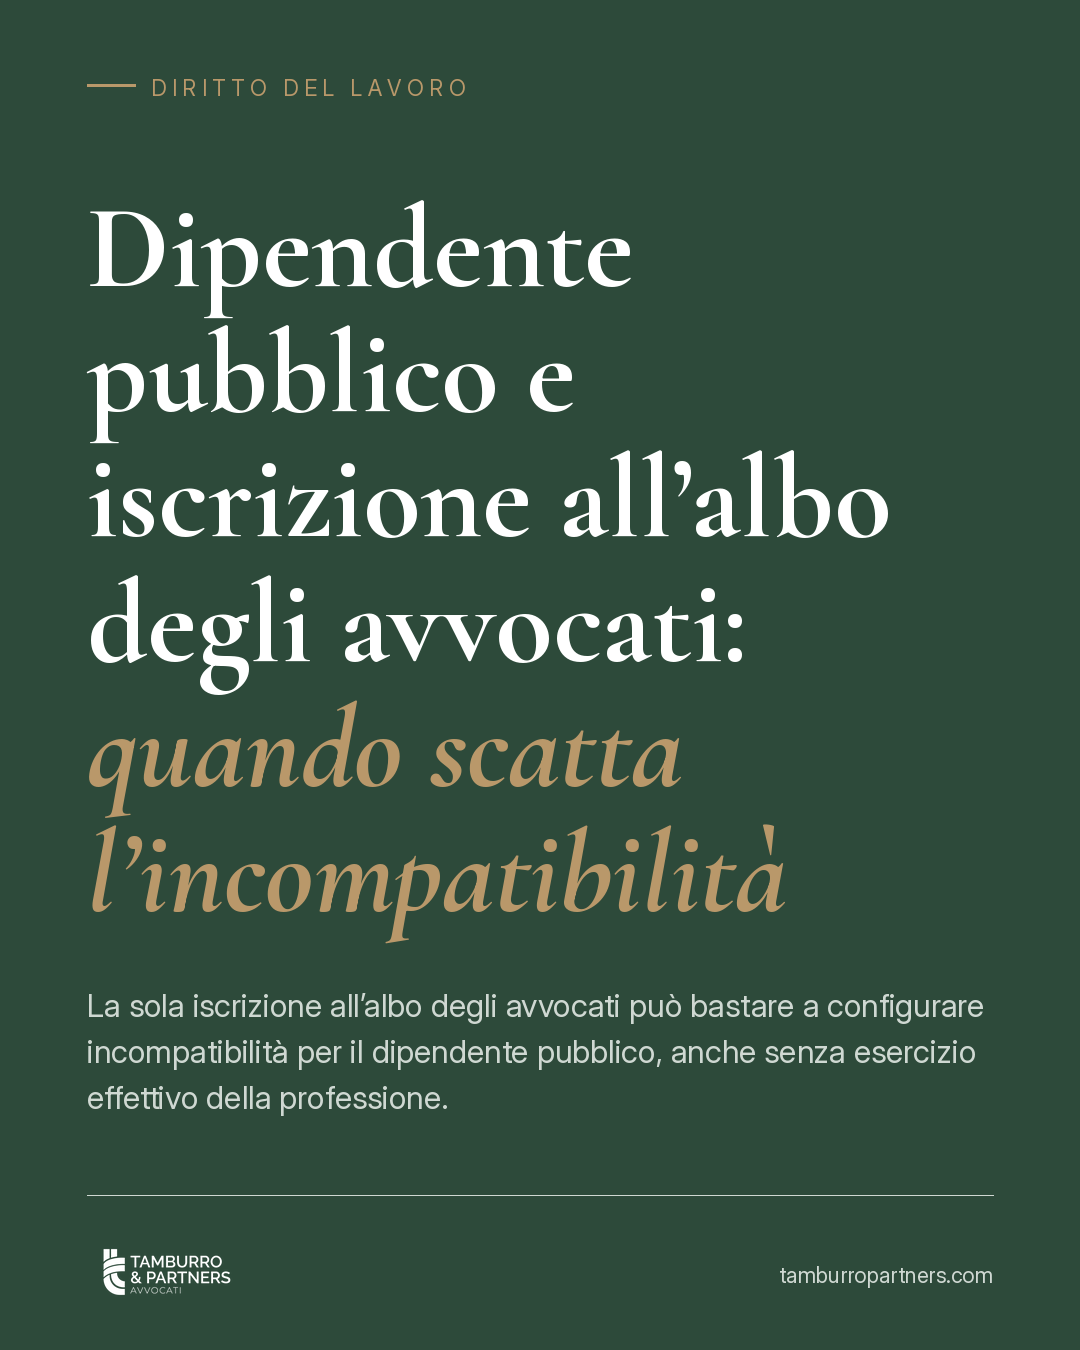 DIRITTO DEL LAVORO
Dipendente
pubblico e
iscrizione all’albo
degli avvocati:
quando scatta
l’incompatibilità
La sola iscrizione all’albo degli avvocati può bastare a configurare
incompatibilità per il dipendente pubblico, anche senza esercizio
effettivo della professione.
TAMBURRO
& PARTNERS
AVVOCATI
tamburropartners.com